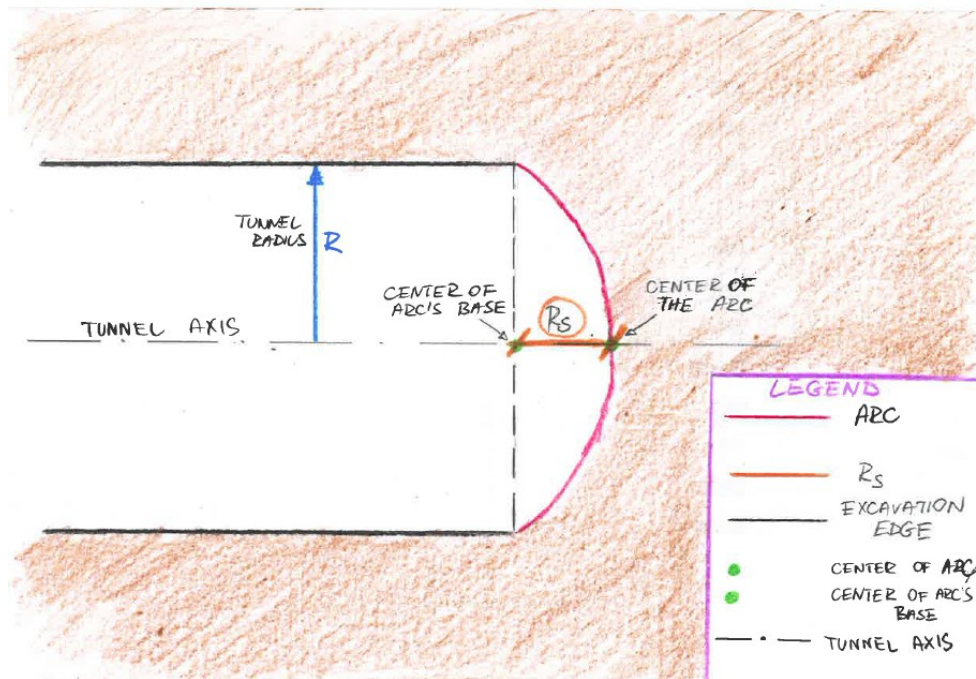 TUNNEL
RADIUS
R
CENTER OF
ARC'S BASE
Rs
CENTER OF
THE ARC
TUNNEL AXIS
LEGEND
ARC
Rs
EXCAVATION
EDGE
CENTER OF ARC
CENTER OF ARC'S
BASE
TUNNEL AXIS